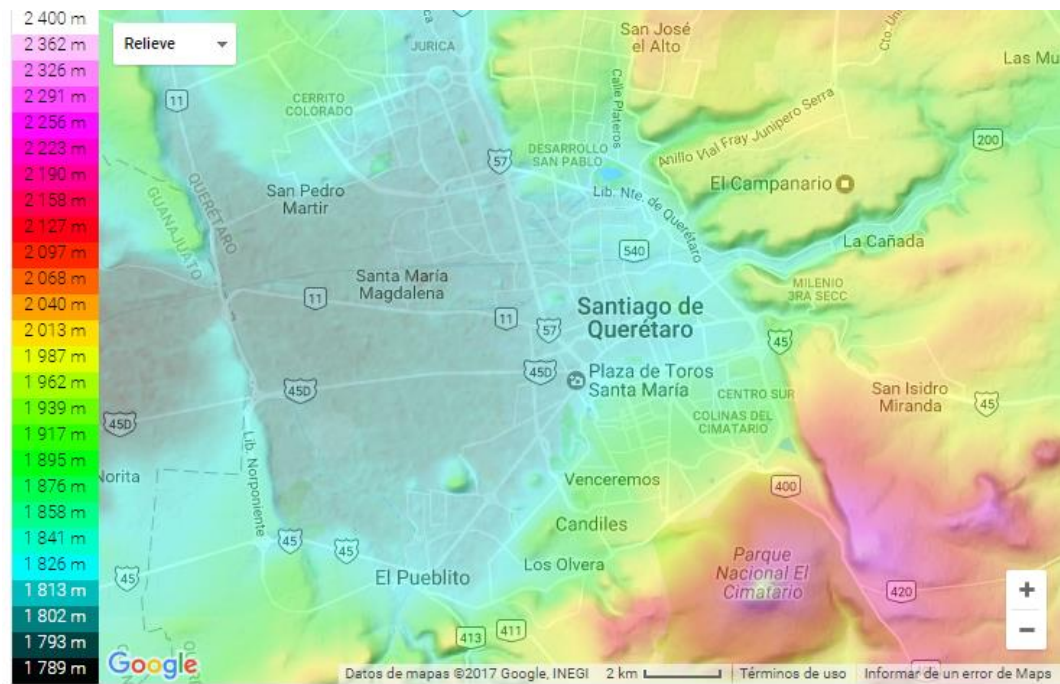 2 400 m
2 362 m
2 326 m
2 291 m
2 256 m
2 223 m
2 190 m
2 158 m
2 127 m
2 097 m
2 068 m
2 040 m
2 013 m
1 987 m
1 962 m
1 939 m
1 917 m
1 895 m
1 876 m
1 858 m
1 841 m
1 826 m
1 813 m
1 802 m
1 793 m
1 789 m
Relieve
JURICA
San José
el Alto
Las Mu
11
CERRITO
COLORADO
Calle Plateros
Anillo Vial Fray Junipero Serra
200
57
DESARROLLO
SAN PABLO
El Campanario
San Pedro
Martir
QUERÉTARO
GUANAJUATO
Lib. Nte. de Querétaro
540
La Cañada
Santa María
Magdalena
MILENIO
3RA SECC
11
11
57
Santiago de
Querétaro
45
45D
45D
Plaza de Toros
Santa María
CENTRO SUR
San Isidro
Miranda
45
45D
COLINAS DEL
CIMATARIO
Norita
Lib. Norponiente
Venceremos
400
Candiles
45
45
45
El Pueblito
Los Olvera
Parque
Nacional El
Cimatario
420
413
411
+
−
Google
Datos de mapas ©2017 Google, INEGI
2 km
Términos de uso
Informar de un error de Maps